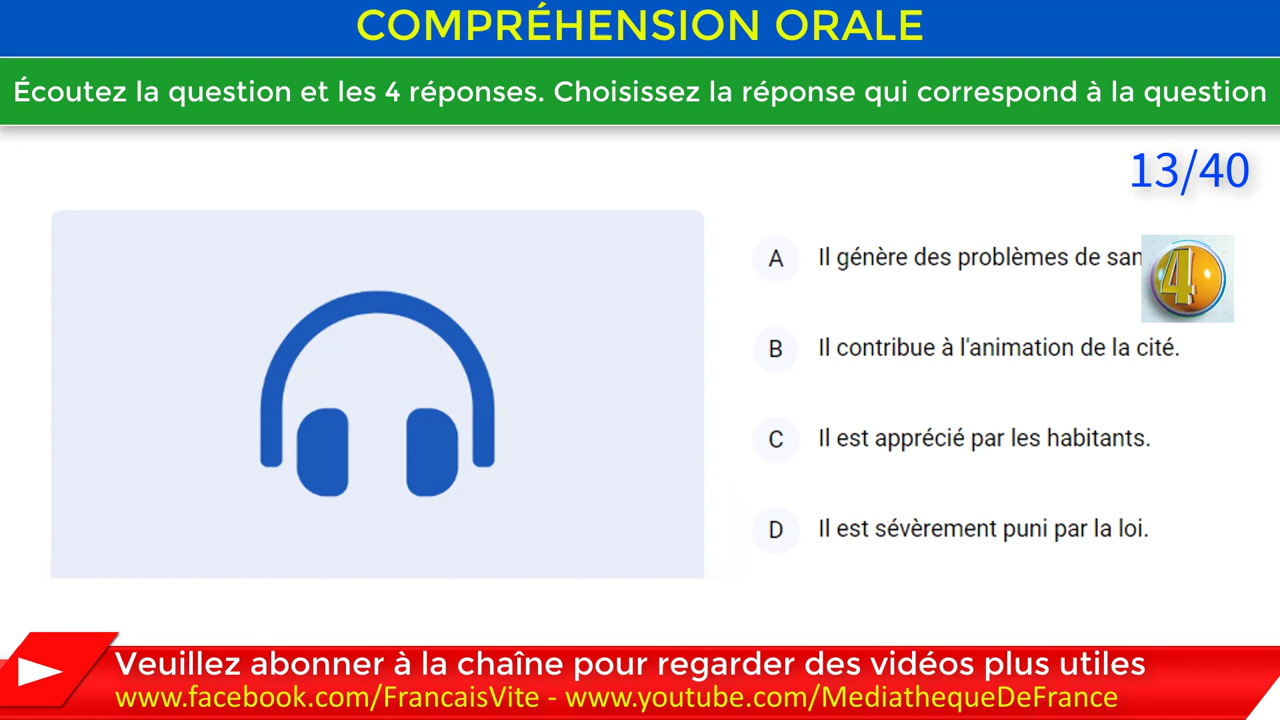 COMPRÉHENSION ORALE
Écoutez la question et les 4 réponses. Choisissez la réponse qui correspond à la question
13/40
A Il génère des problèmes de
4
B Il contribue à l'animation de la cité.
C Il est apprécié par les habitants.
D Il est sévèrement puni par la loi.
Veuillez abonner à la chaîne pour regarder des vidéos plus utiles
www.facebook.com/FrancaisVite - www.youtube.com/MediathequeDeFrance